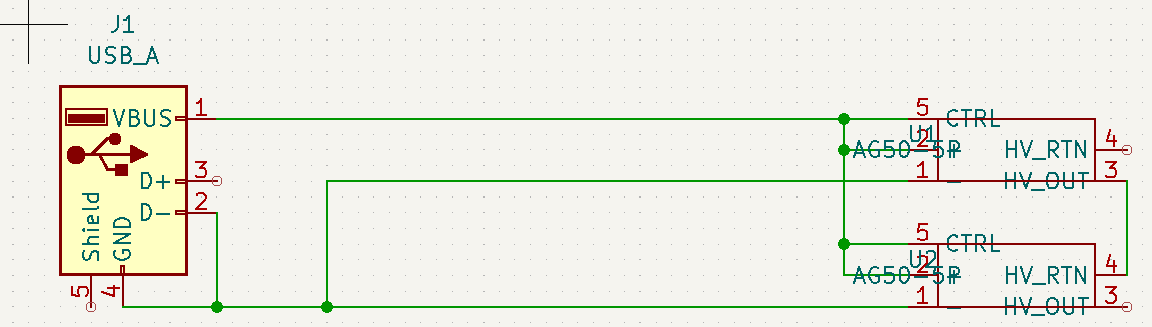 J1
USB_A
VBUS 1
D+ 3
D- 2
Shield
GND
5
4
5 CTRL
U1
2 +
AG50-5P
HV_RTN 4
1 -
HV_OUT 3
5 CTRL
U2
2 +
AG50-5P
HV_RTN 4
1 -
HV_OUT 3